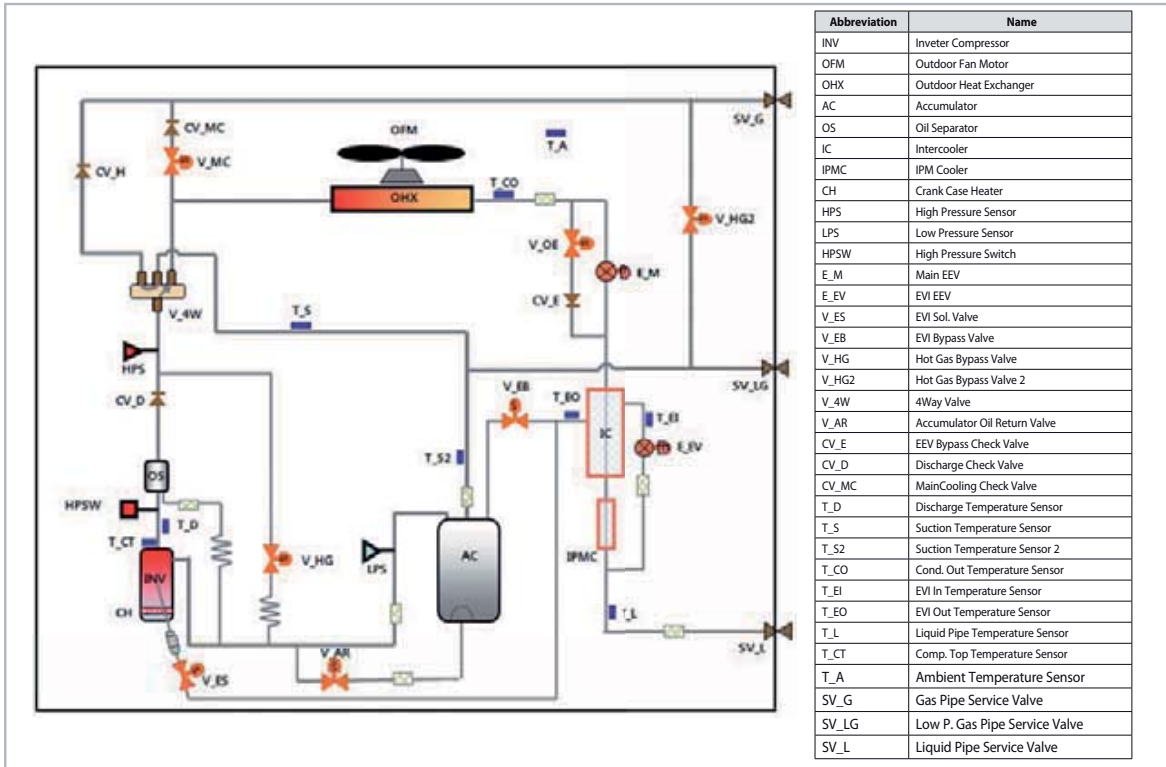 CV_MC
OFM
T_A
SV_G
CV_H
V_MC
T_CO
OHX
V_HG2
V_OE
E_M
V_4W
T_S
CV_E
HPS
SV_LG
CV_D
V_EB
T_EO
IC
T_EI
E_EV
T_S2
OS
HPSW
T_D
T_CT
V_HG
LPS
AC
IPMC
INV
CH
T_L
V_AR
SV_L
V_ES
Abbreviation Name
INV Inveter Compressor
OFM Outdoor Fan Motor
OHX Outdoor Heat Exchanger
AC Accumulator
OS Oil Separator
IC Intercooler
IPMC IPM Cooler
CH Crank Case Heater
HPS High Pressure Sensor
LPS Low Pressure Sensor
HPSW High Pressure Switch
E_M Main EEV
E_EV EVI EEV
V_ES EVI Sol. Valve
V_EB EVI Bypass Valve
V_HG Hot Gas Bypass Valve
V_HG2 Hot Gas Bypass Valve 2
V_4W 4Way Valve
V_AR Accumulator Oil Return Valve
CV_E EEV Bypass Check Valve
CV_D Discharge Check Valve
CV_MC MainCooling Check Valve
T_D Discharge Temperature Sensor
T_S Suction Temperature Sensor
T_S2 Suction Temperature Sensor 2
T_CO Cond. Out Temperature Sensor
T_EI EVI In Temperature Sensor
T_EO EVI Out Temperature Sensor
T_L Liquid Pipe Temperature Sensor
T_CT Comp. Top Temperature Sensor
T_A Ambient Temperature Sensor
SV_G Gas Pipe Service Valve
SV_LG Low P. Gas Pipe Service Valve
SV_L Liquid Pipe Service Valve